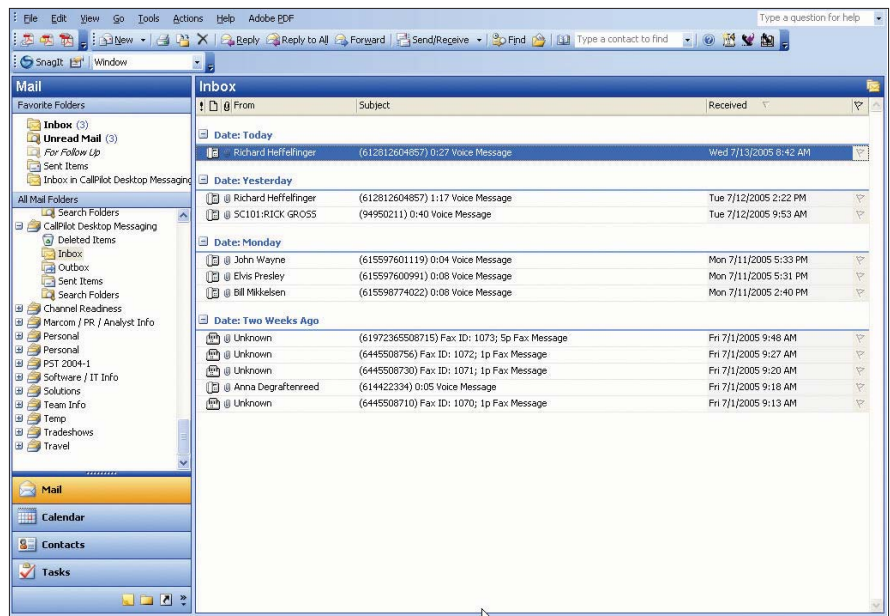 File Edit View Go Tools Actions Help Adobe PDF Type a question for help
New Reply Reply to All Forward Send/Receive Find Type a contact to find
SnagIt Window
Mail
Favorite Folders
Inbox (3)
Unread Mail (3)
For Follow Up
Sent Items
Inbox in CallPilot Desktop Messaging
All Mail Folders
Search Folders
CallPilot Desktop Messaging
Deleted Items
Inbox
Outbox
Sent Items
Search Folders
Channel Readiness
Marcom / PR / Analyst Info
Personal
Personal
PST 2004-1
Software / IT Info
Solutions
Team Info
Temp
Tradeshows
Travel
Mail
Calendar
Contacts
Tasks
Inbox
From Subject Received
Date: Today
Richard Heffelfinger (612812604857) 0:27 Voice Message Wed 7/13/2005 8:42 AM
Date: Yesterday
Richard Heffelfinger (612812604857) 1:17 Voice Message Tue 7/12/2005 2:22 PM
SC101:RICK GROSS (94950211) 0:40 Voice Message Tue 7/12/2005 9:53 AM
Date: Monday
John Wayne (615597601119) 0:04 Voice Message Mon 7/11/2005 5:33 PM
Elvis Presley (615597600991) 0:08 Voice Message Mon 7/11/2005 5:31 PM
Bill Mikkelsen (615598774022) 0:08 Voice Message Mon 7/11/2005 2:40 PM
Date: Two Weeks Ago
Unknown (61972365508715) Fax ID: 1073; 5p Fax Message Fri 7/1/2005 9:48 AM
Unknown (6445508756) Fax ID: 1072; 1p Fax Message Fri 7/1/2005 9:27 AM
Unknown (6445508730) Fax ID: 1071; 1p Fax Message Fri 7/1/2005 9:20 AM
Anna Degraftenreed (614422334) 0:05 Voice Message Fri 7/1/2005 9:18 AM
Unknown (6445508710) Fax ID: 1070; 1p Fax Message Fri 7/1/2005 9:13 AM